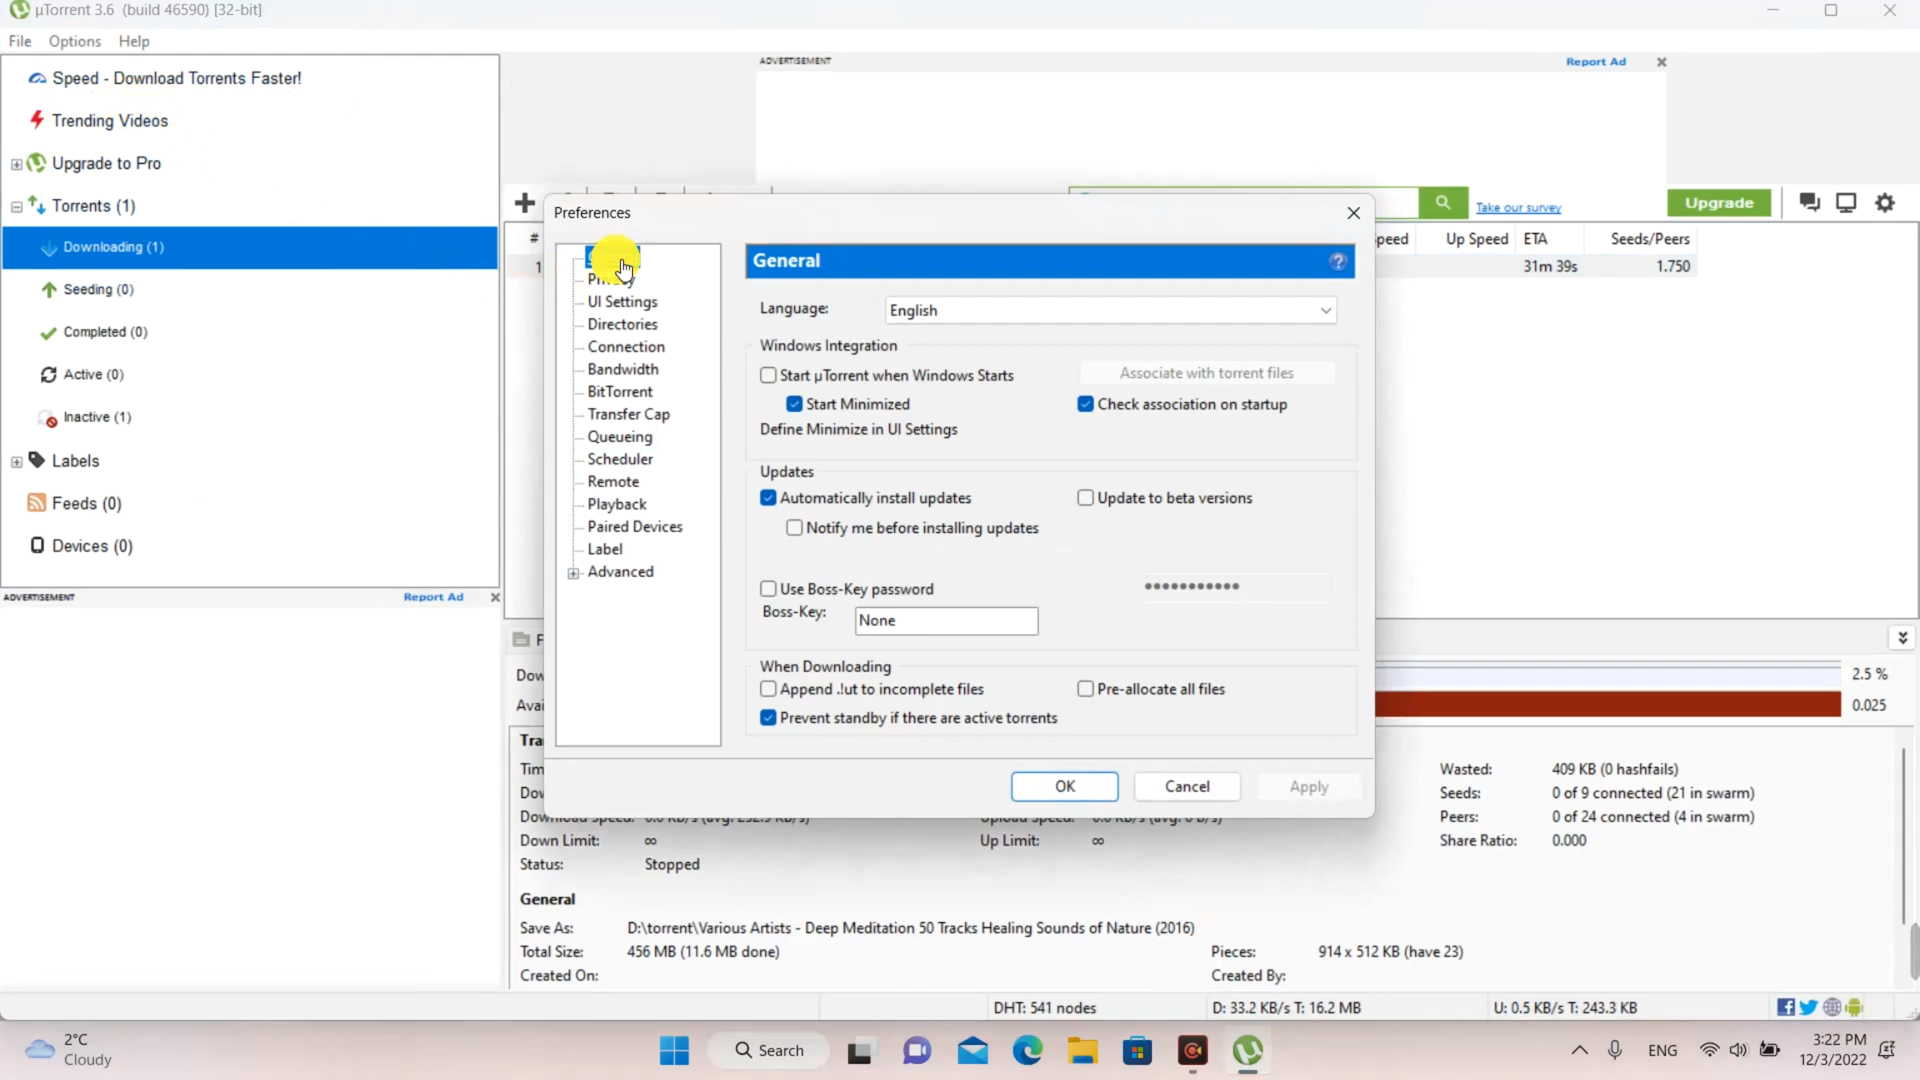 µTorrent 3.6 (build 46590) [32-bit]
File Options Help
Speed - Download Torrents Faster!
Trending Videos
Upgrade to Pro
Torrents (1)
Downloading (1)
Seeding (0)
Completed (0)
Active (0)
Inactive (1)
Labels
Feeds (0)
Devices (0)
ADVERTISEMENT Report Ad
ADVERTISEMENT Report Ad
Take our survey
Upgrade
# Up Speed ETA Seeds/Peers
1 31m 39s 1.750
Preferences
Privacy
UI Settings
Directories
Connection
Bandwidth
BitTorrent
Transfer Cap
Queueing
Scheduler
Remote
Playback
Paired Devices
Label
Advanced
General
Language: English
Windows Integration
Start µTorrent when Windows Starts
Associate with torrent files
Start Minimized
Check association on startup
Define Minimize in UI Settings
Updates
Automatically install updates
Update to beta versions
Notify me before installing updates
Use Boss-Key password
Boss-Key: None
When Downloading
Append .!ut to incomplete files
Pre-allocate all files
Prevent standby if there are active torrents
OK Cancel Apply
2.5 %
0.025
Wasted: 409 KB (0 hashfails)
Seeds: 0 of 9 connected (21 in swarm)
Peers: 0 of 24 connected (4 in swarm)
Share Ratio: 0.000
Down Limit: ∞ Up Limit: ∞
Status: Stopped
General
Save As: D:\torrent\Various Artists - Deep Meditation 50 Tracks Healing Sounds of Nature (2016)
Total Size: 456 MB (11.6 MB done) Pieces: 914 x 512 KB (have 23)
Created On: Created By:
DHT: 541 nodes D: 33.2 KB/s T: 16.2 MB U: 0.5 KB/s T: 243.3 KB
2°C
Cloudy
Search
ENG
3:22 PM
12/3/2022